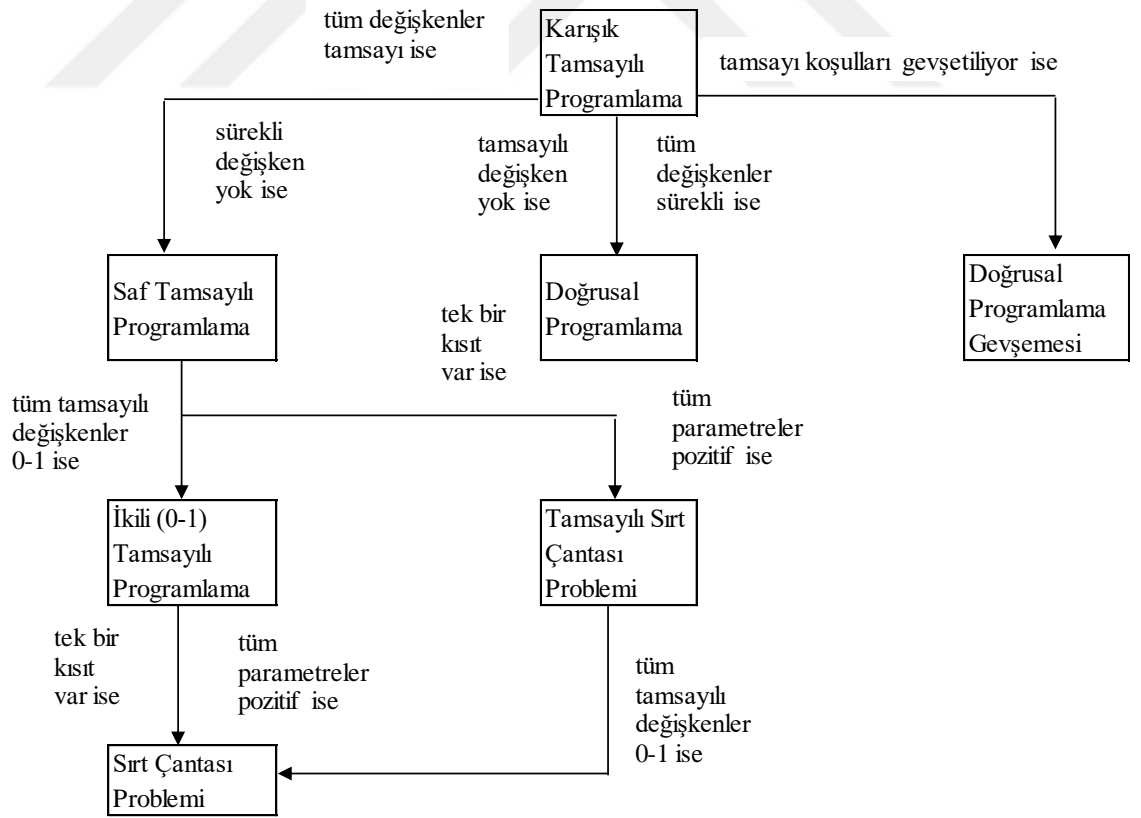 tüm değişkenler
tamsayı ise
Karışık
Tamsayılı
Programlama
tamsayı koşulları gevşetiliyor ise
sürekli
değişken
yok ise
tamsayılı
değişken
yok ise
tüm
değişkenler
sürekli ise
Saf Tamsayılı
Programlama
tek bir
kısıt
var ise
Doğrusal
Programlama
Doğrusal
Programlama
Gevşemesi
tüm tamsayılı
değişkenler
0-1 ise
tüm
parametreler
pozitif ise
İkili (0-1)
Tamsayılı
Programlama
Tamsayılı Sırt
Çantası
Problemi
tek bir
kısıt
var ise
tüm
parametreler
pozitif ise
tüm
tamsayılı
değişkenler
0-1 ise
Sırt Çantası
Problemi